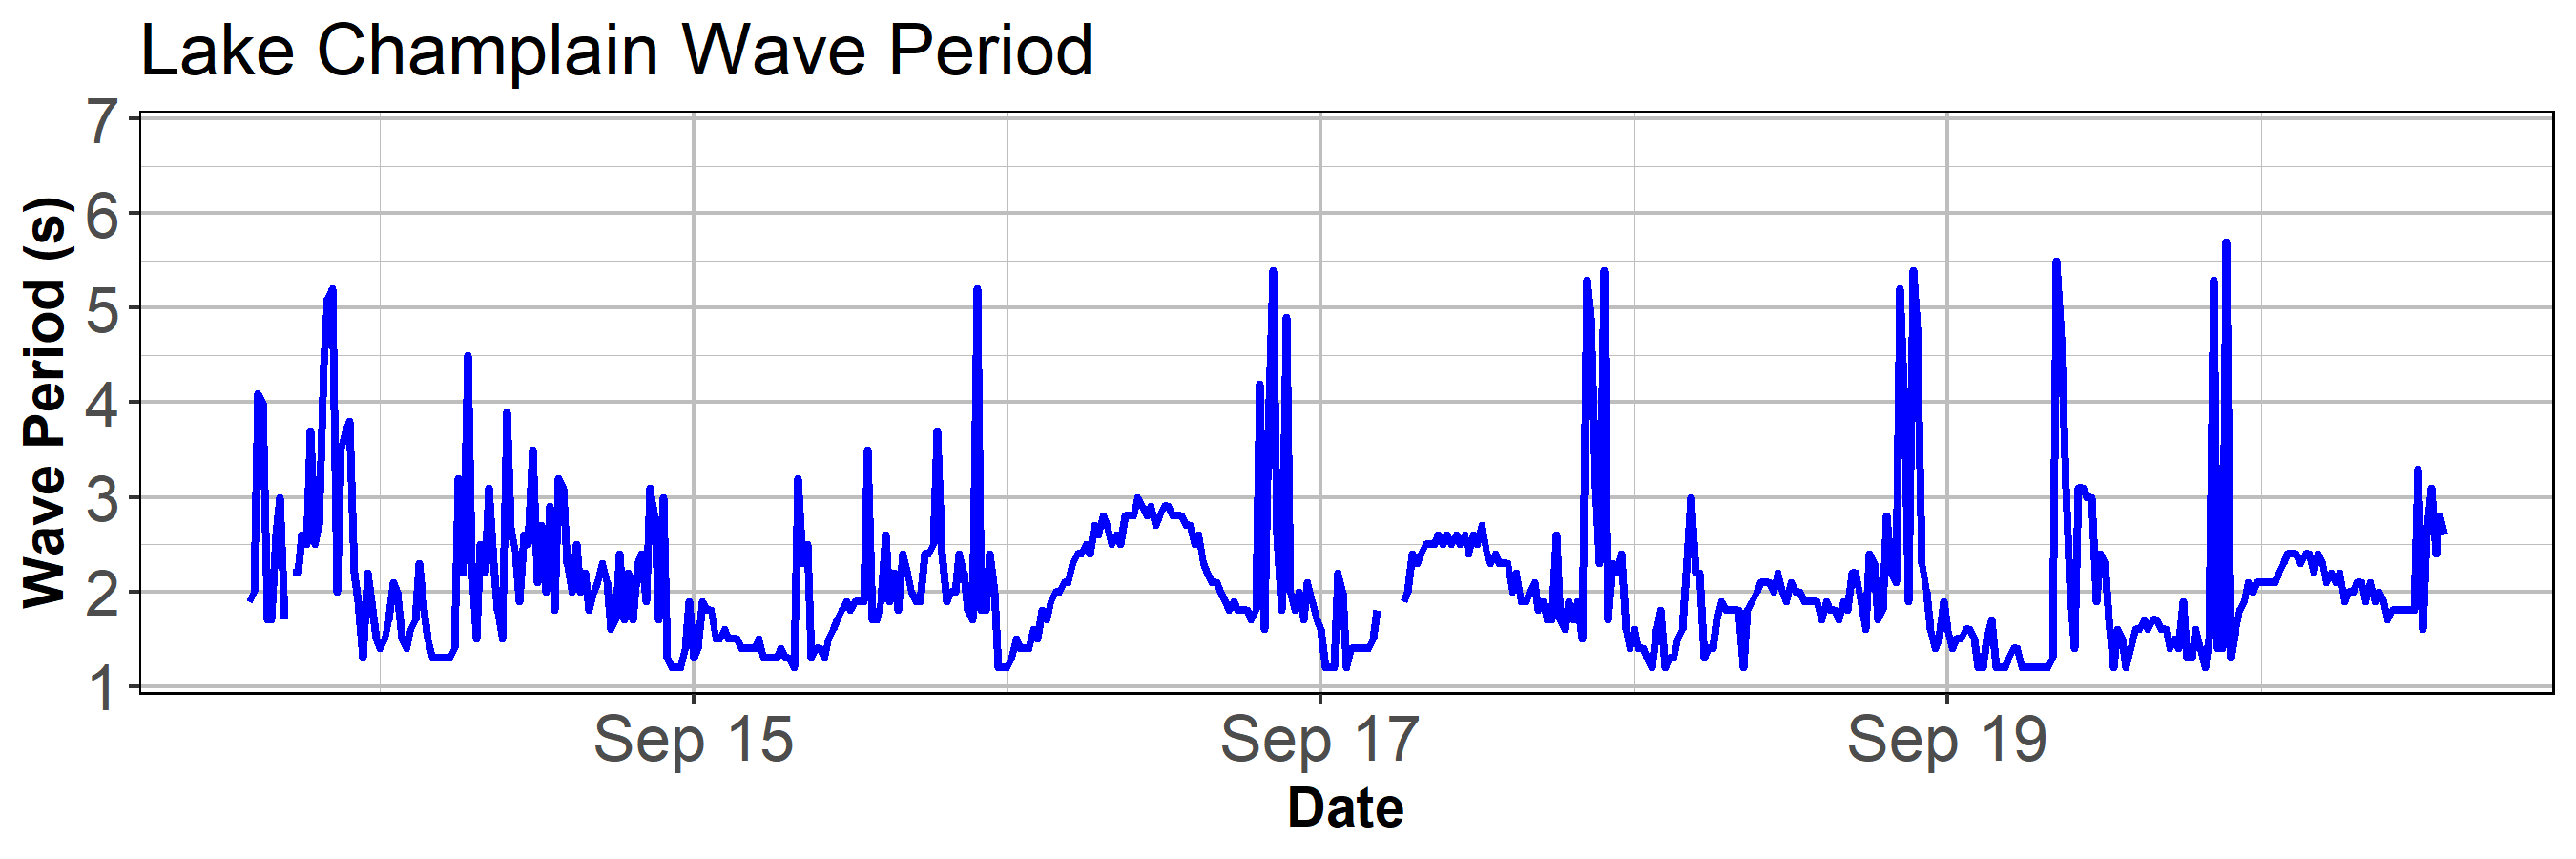 Lake Champlain Wave Period
Wave Period (s)
7
6
5
4
3
2
1
Sep 15
Sep 17
Sep 19
Date